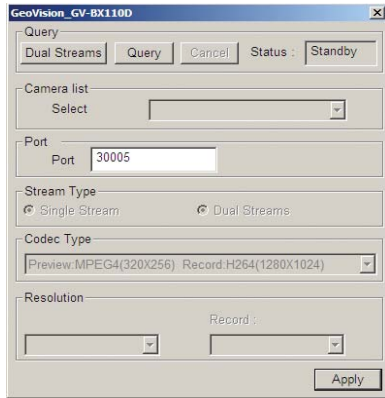 GeoVision_GV-BX110D
Query
Dual Streams Query Cancel Status : Standby
Camera list
Select
Port
Port 30005
Stream Type
Single Stream Dual Streams
Codec Type
Preview:MPEG4(320X256) Record:H264(1280X1024)
Resolution
Record :
Apply